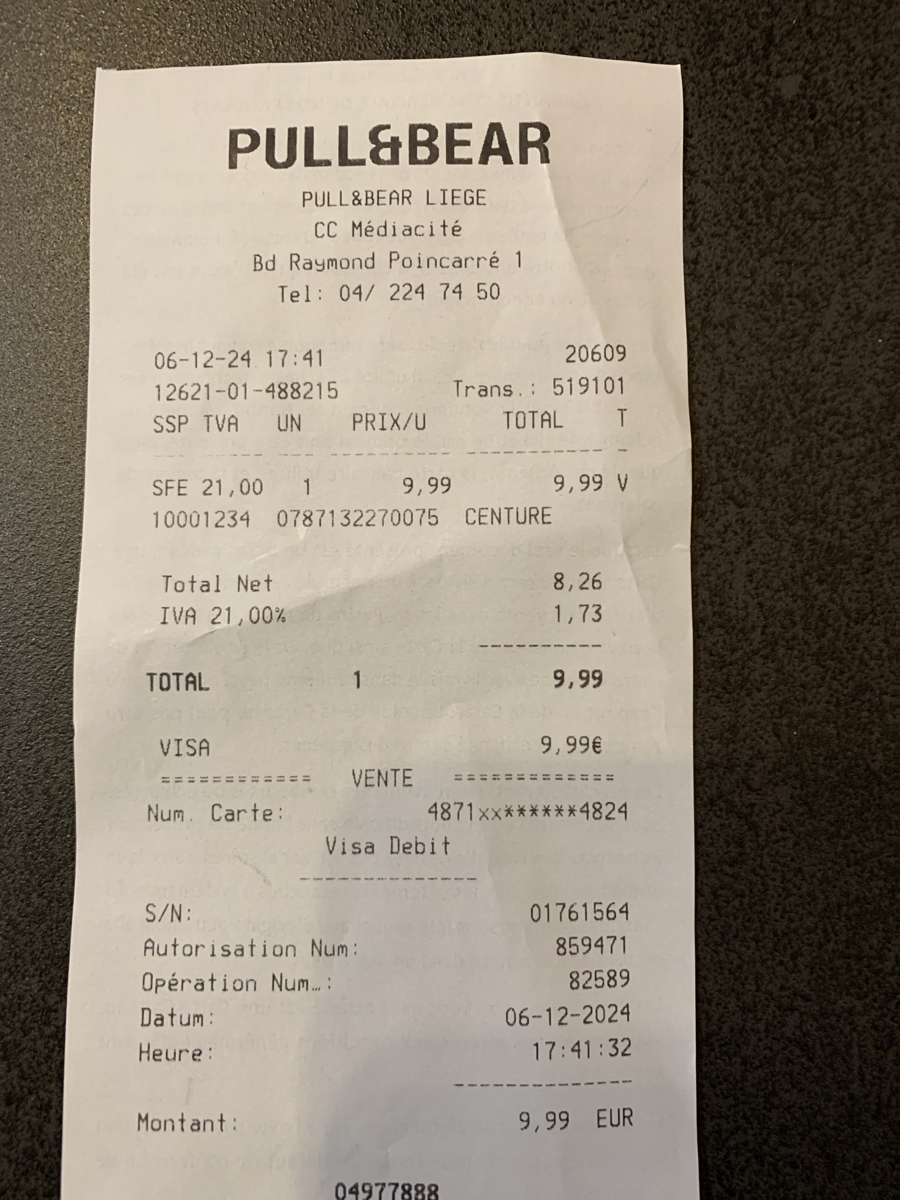 PULL&BEAR
PULL&BEAR LIEGE
CC Médiacité
Bd Raymond Poincarré 1
Tel: 04/ 224 74 50
06-12-24 17:41 20609
12621-01-488215 Trans.: 519101
SSP TVA UN PRIX/U TOTAL T
SFE 21,00 1 9,99 9,99 V
10001234 0787132270075 CENTURE
Total Net 8,26
IVA 21,00% 1,73
TOTAL 1 9,99
VISA 9,99€
============ VENTE =============
Num. Carte: 4871xx******4824
Visa Debit
S/N: 01761564
Autorisation Num: 859471
Opération Num…: 82589
Datum: 06-12-2024
Heure: 17:41:32
Montant: 9,99 EUR
04977888